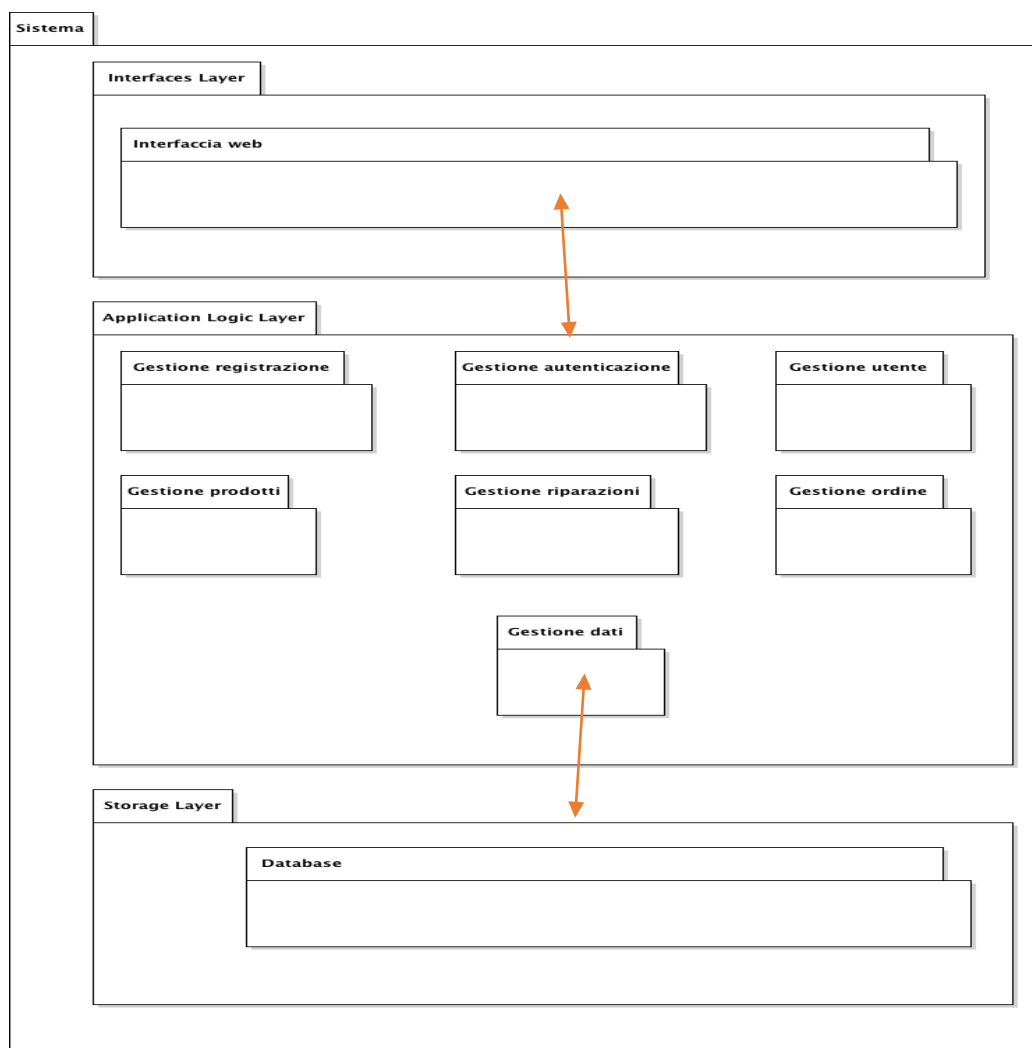 Sistema
Interfaces Layer
Interfaccia web
Application Logic Layer
Gestione registrazione
Gestione autenticazione
Gestione utente
Gestione prodotti
Gestione riparazioni
Gestione ordine
Gestione dati
Storage Layer
Database